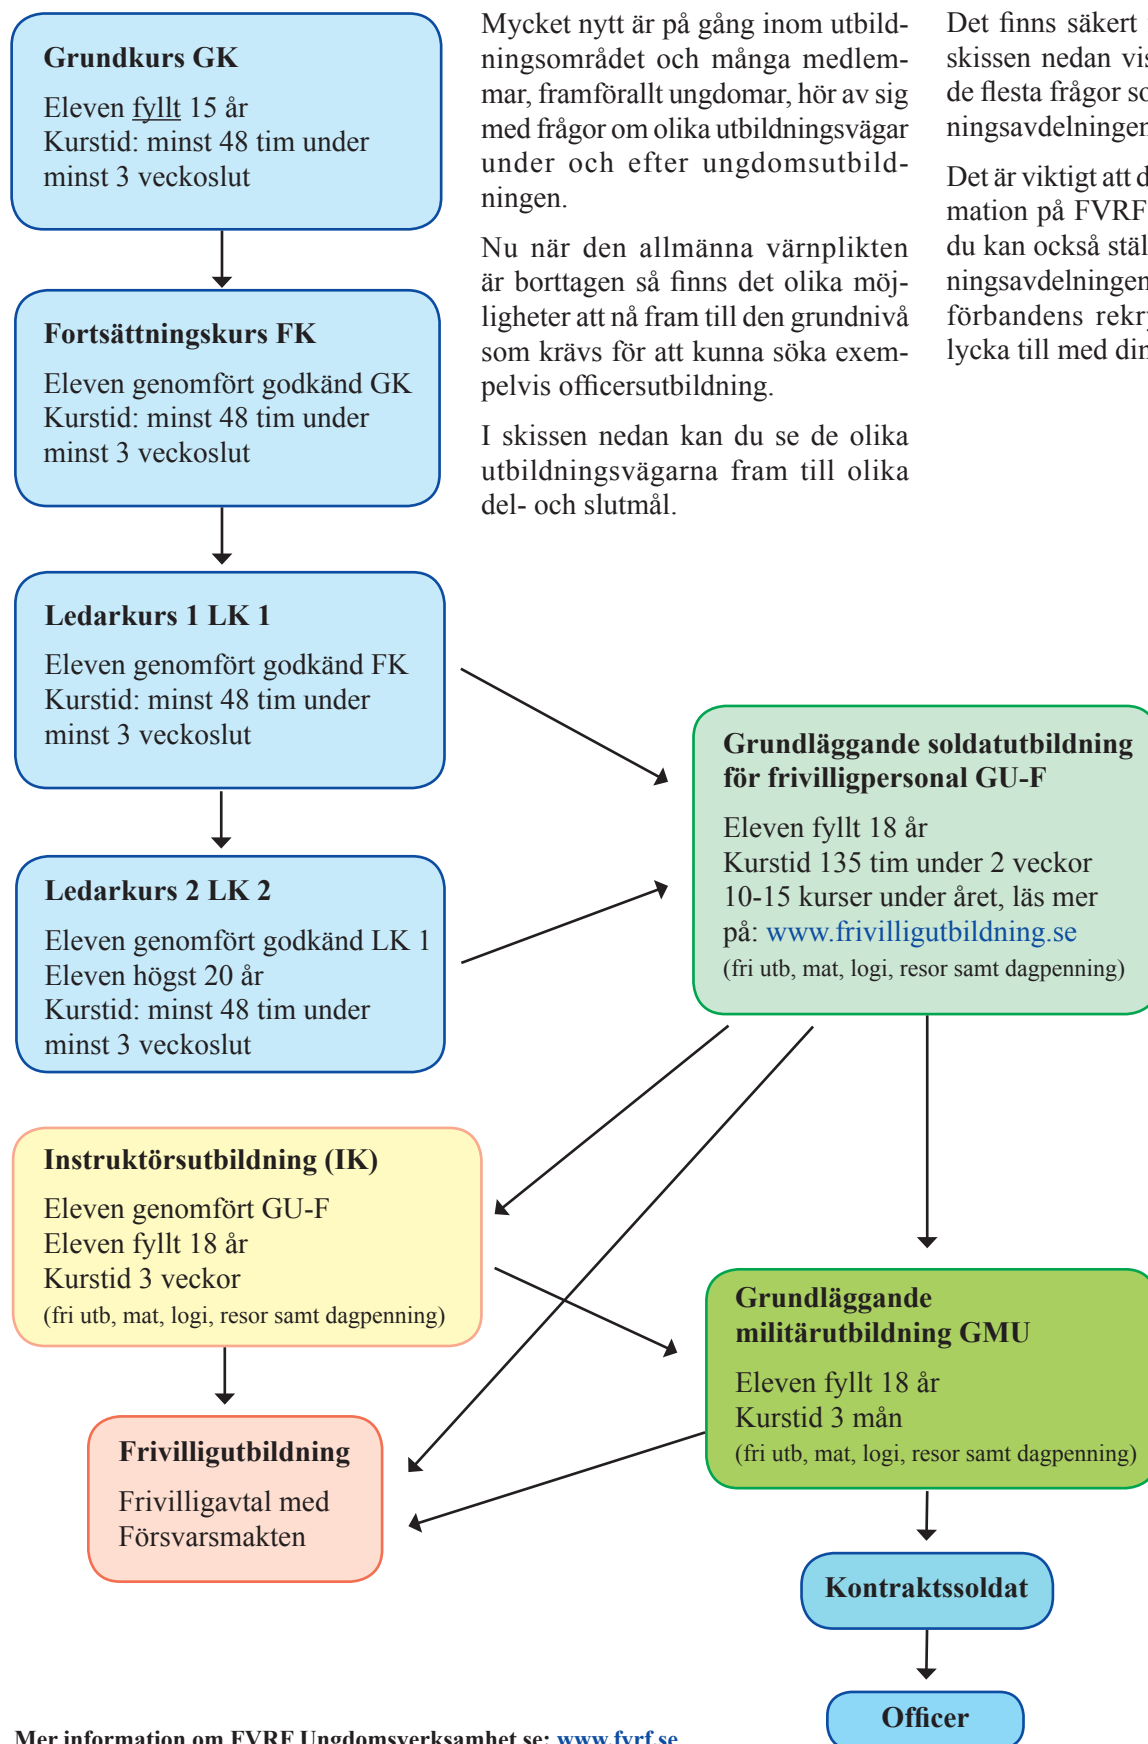 Grundkurs GK
Eleven fyllt 15 år
Kurstid: minst 48 tim under
minst 3 veckoslut
Fortsättningskurs FK
Eleven genomfört godkänd GK
Kurstid: minst 48 tim under
minst 3 veckoslut
Ledarkurs 1 LK 1
Eleven genomfört godkänd FK
Kurstid: minst 48 tim under
minst 3 veckoslut
Ledarkurs 2 LK 2
Eleven genomfört godkänd LK 1
Eleven högst 20 år
Kurstid: minst 48 tim under
minst 3 veckoslut
Mycket nytt är på gång inom utbild-
ningsområdet och många medlem-
mar, framförallt ungdomar, hör av sig
med frågor om olika utbildningsvägar
under och efter ungdomsutbild-
ningen.
Nu när den allmänna värnplikten
är borttagen så finns det olika möj-
ligheter att nå fram till den grundnivå
som krävs för att kunna söka exem-
pelvis officersutbildning.
I skissen nedan kan du se de olika
utbildningsvägarna fram till olika
del- och slutmål.
Det finns säkert
skissen nedan
de flesta frågor
ningsavdelningen
Det är viktigt att
mation på FVRF
du kan också
ningsavdelningen
förbandens
lycka till med
Grundläggande soldatutbildning
för frivilligpersonal GU-F
Eleven fyllt 18 år
Kurstid 135 tim under 2 veckor
10-15 kurser under året, läs mer
på: www.frivilligutbildning.se
(fri utb, mat, logi, resor samt dagpenning)
Instruktörsutbildning (IK)
Eleven genomfört GU-F
Eleven fyllt 18 år
Kurstid 3 veckor
(fri utb, mat, logi, resor samt dagpenning)
Grundläggande
militärutbildning GMU
Eleven fyllt 18 år
Kurstid 3 mån
(fri utb, mat, logi, resor samt dagpenning)
Frivilligutbildning
Frivilligavtal med
Försvarsmakten
Kontraktssoldat
Officer
Mer information om FVRF Ungdomsverksamhet se: www.fvrf.se